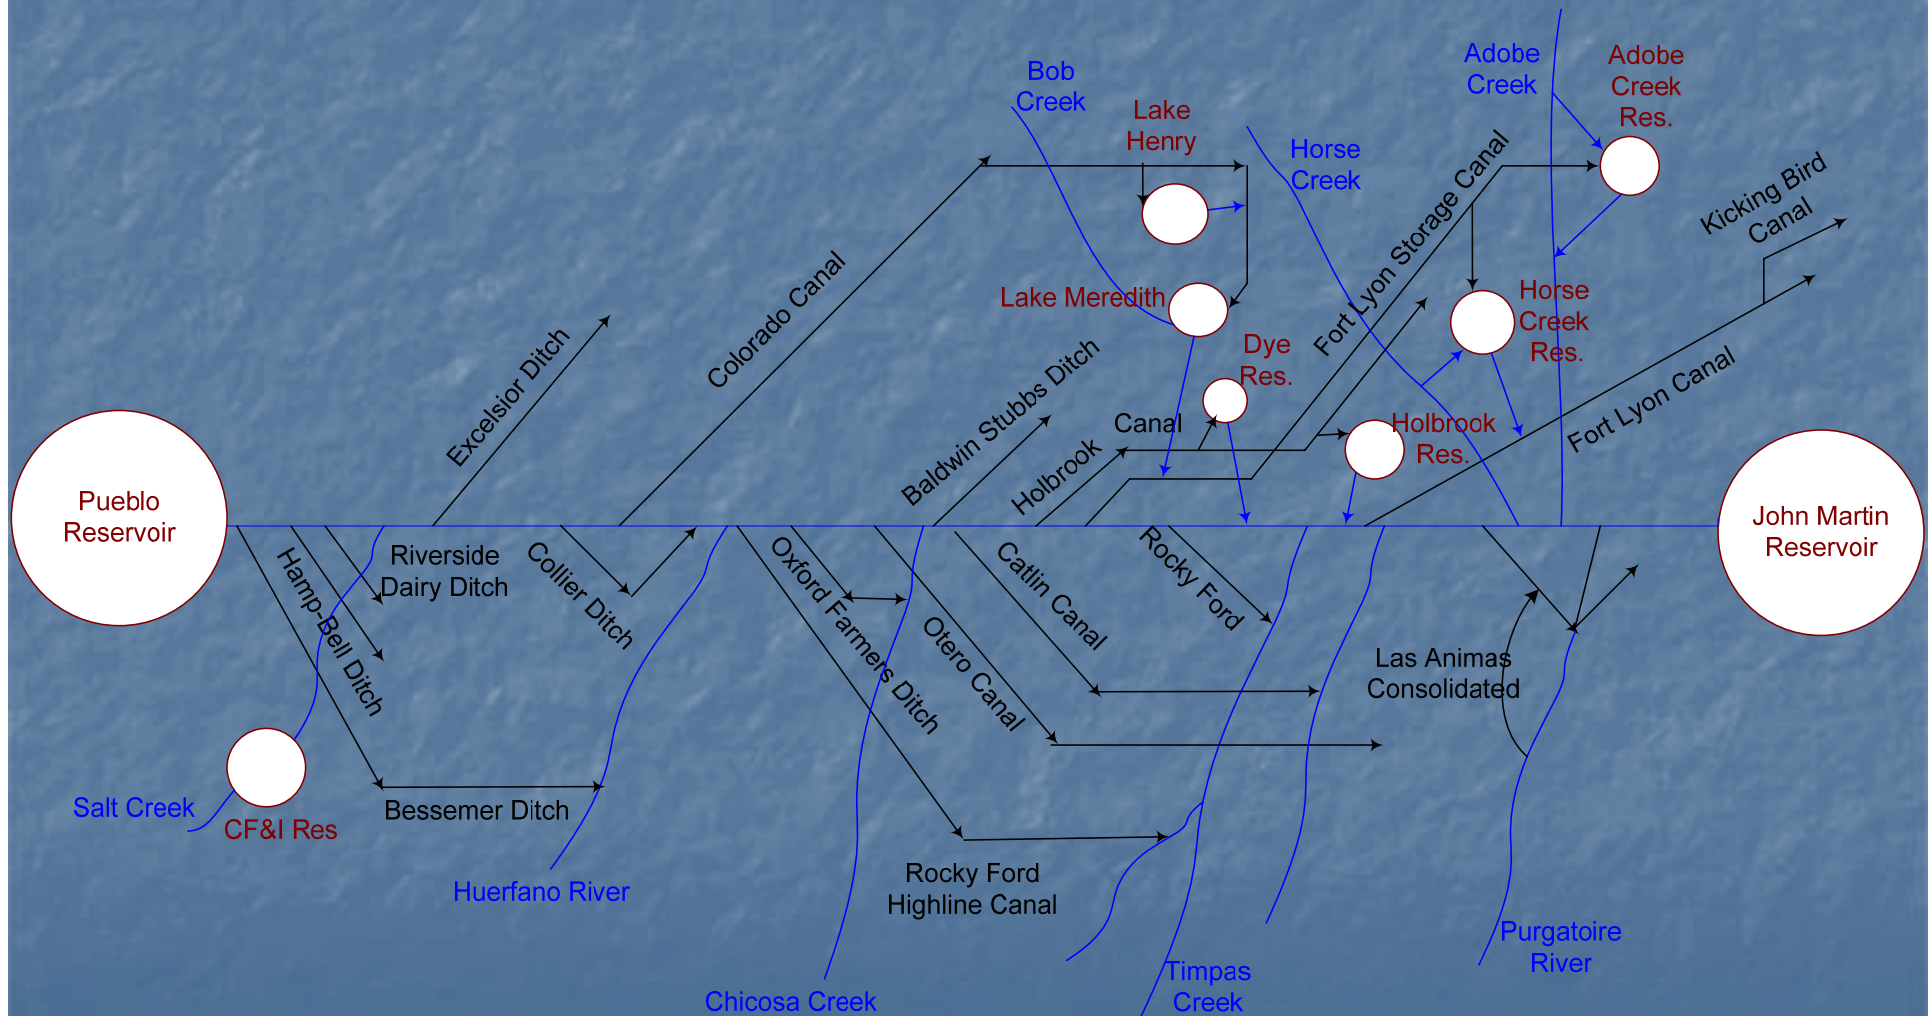 Bob
Creek
Lake
Henry
Horse
Creek
Adobe
Creek
Adobe
Creek
Res.
Kicking Bird
Canal
Fort Lyon Storage Canal
Colorado Canal
Excelsior Ditch
Lake Meredith
Dye
Res.
Horse
Creek
Res.
Baldwin Stubbs Ditch
Holbrook
Canal
Holbrook
Res.
Fort Lyon Canal
Pueblo
Reservoir
John Martin
Reservoir
Hamp-Bell Ditch
Riverside
Dairy Ditch
Collier Ditch
Oxford Farmers Ditch
Otero Canal
Catlin Canal
Rocky Ford
Las Animas
Consolidated
Salt Creek
CF&I Res
Bessemer Ditch
Huerfano River
Rocky Ford
Highline Canal
Chicosa Creek
Timpas
Creek
Purgatoire
River